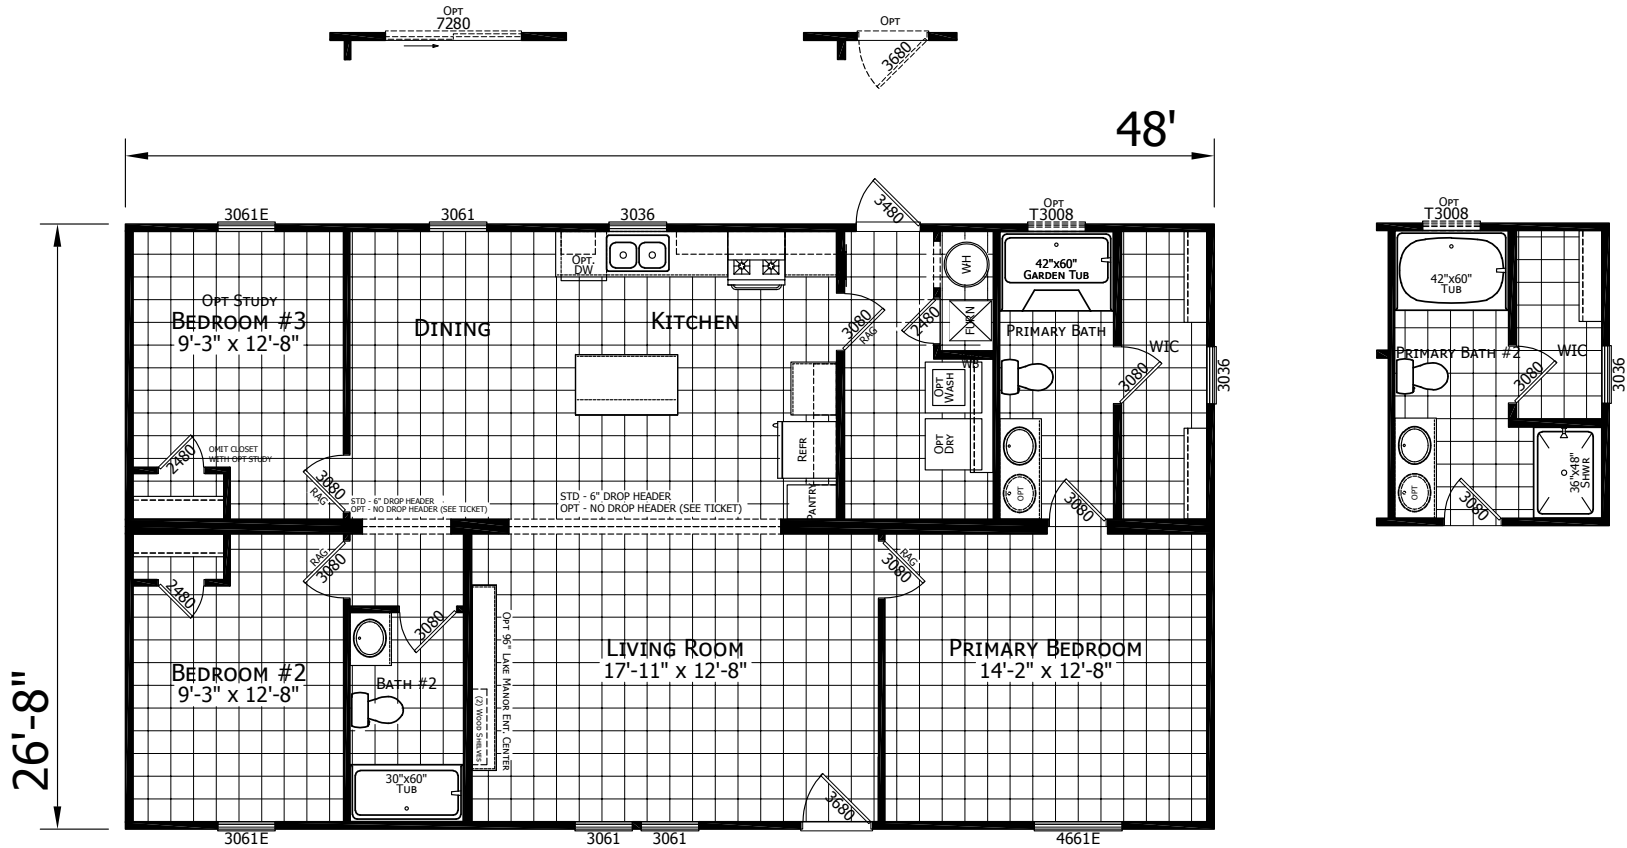 OPT
7280
OPT
3680
48'
3061E
3061
3036
3480
OPT
T3008
OPT
T3008
OPT.
DW
WH
42"x60"
GARDEN TUB
42"x60"
TUB
OPT STUDY
BEDROOM #3
9'-3" x 12'-8"
DINING
KITCHEN
3080
RAG
2480
FURN
PRIMARY BATH
WIC
3080
3036
PRIMARY BATH #2
WIC
3080
3036
WB
OPT
WASH
OPT
DRY
REFR
PANTRY
2480
OMIT CLOSET
WITH OPT STUDY
3080
RAG
STD - 6" DROP HEADER
OPT - NO DROP HEADER (SEE TICKET)
STD - 6" DROP HEADER
OPT - NO DROP HEADER (SEE TICKET)
OPT
3080
OPT
3080
36"x48"
SHWR
RAG
3080
2480
RAG
3080
3080
OPT 96" LAKE MANOR ENT. CENTER
(2) WOOD SHELVES
LIVING ROOM
17'-11" x 12'-8"
PRIMARY BEDROOM
14'-2" x 12'-8"
BEDROOM #2
9'-3" x 12'-8"
BATH #2
26'-8"
30"x60"
TUB
3680
3061E
3061
3061
4661E